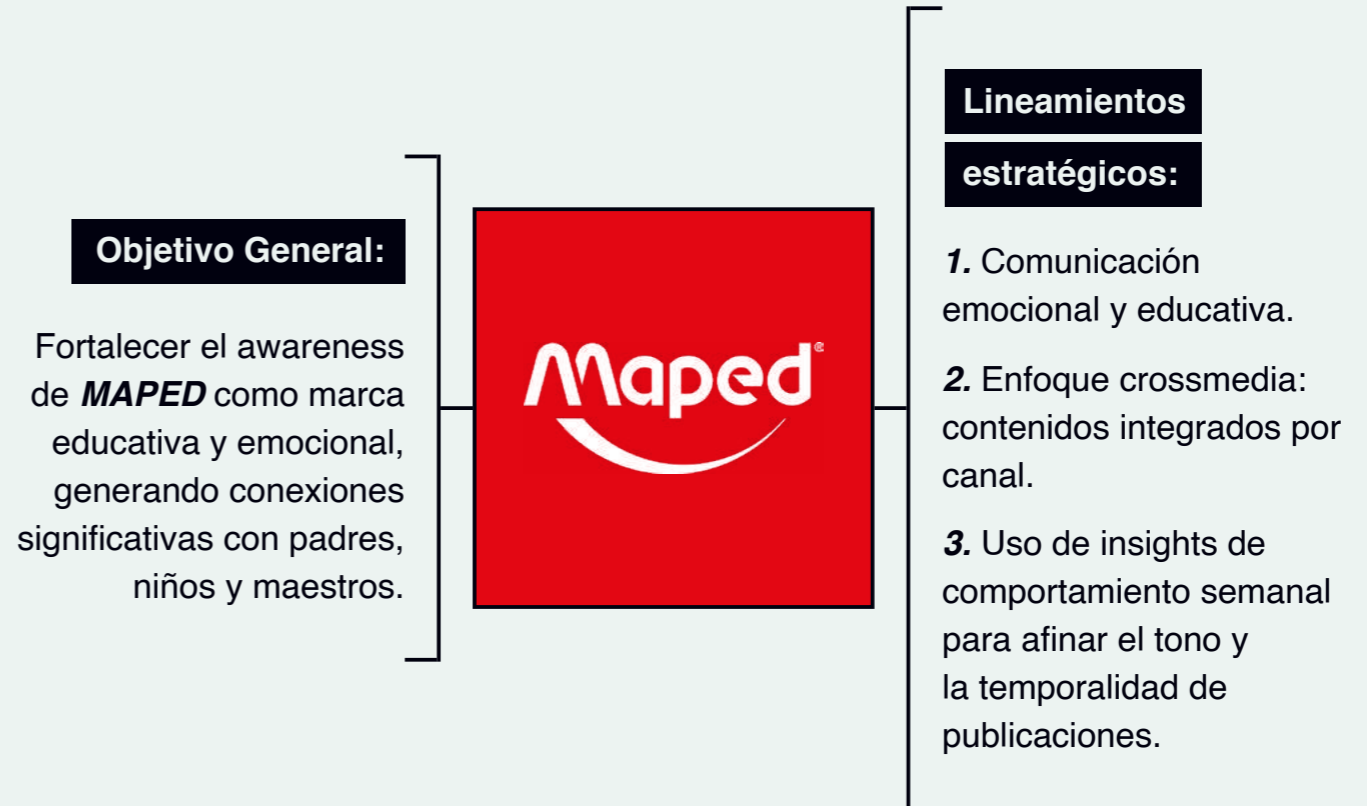 Objetivo General:
Fortalecer el awareness
de MAPED como marca
educativa y emocional,
generando conexiones
significativas con padres,
niños y maestros.
Maped®
Lineamientos
estratégicos:
1. Comunicación
emocional y educativa.
2. Enfoque crossmedia:
contenidos integrados por
canal.
3. Uso de insights de
comportamiento semanal
para afinar el tono y
la temporalidad de
publicaciones.